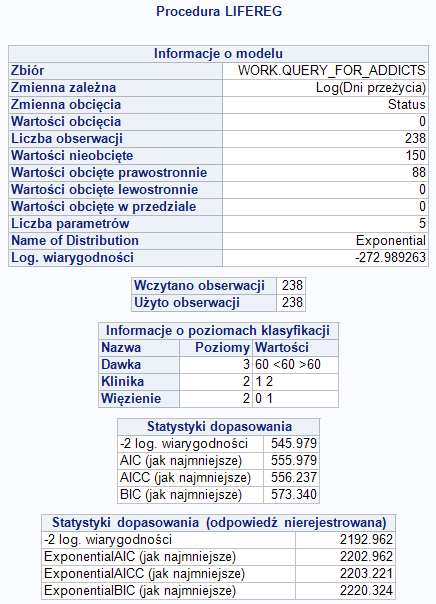 Procedura LIFEREG
Informacje o modelu
Zbiór WORK.QUERY_FOR_ADDICTS
Zmienna zależna Log(Dni przeżycia)
Zmienna obcięcia Status
Wartości obcięcia 0
Liczba obserwacji 238
Wartości nieobcięte 150
Wartości obcięte prawostronnie 88
Wartości obcięte lewostronnie 0
Wartości obcięte w przedziale 0
Liczba parametrów 5
Name of Distribution Exponential
Log. wiarygodności -272.989263
Wczytano obserwacji 238
Użyto obserwacji 238
Informacje o poziomach klasyfikacji
Nazwa Poziomy Wartości
Dawka 3 60 <60 >60
Klinika 2 1 2
Więzienie 2 0 1
Statystyki dopasowania
-2 log. wiarygodności 545.979
AIC (jak najmniejsze) 555.979
AICC (jak najmniejsze) 556.237
BIC (jak najmniejsze) 573.340
Statystyki dopasowania (odpowiedź nierejestrowana)
-2 log. wiarygodności 2192.962
ExponentialAIC (jak najmniejsze) 2202.962
ExponentialAICC (jak najmniejsze) 2203.221
ExponentialBIC (jak najmniejsze) 2220.324